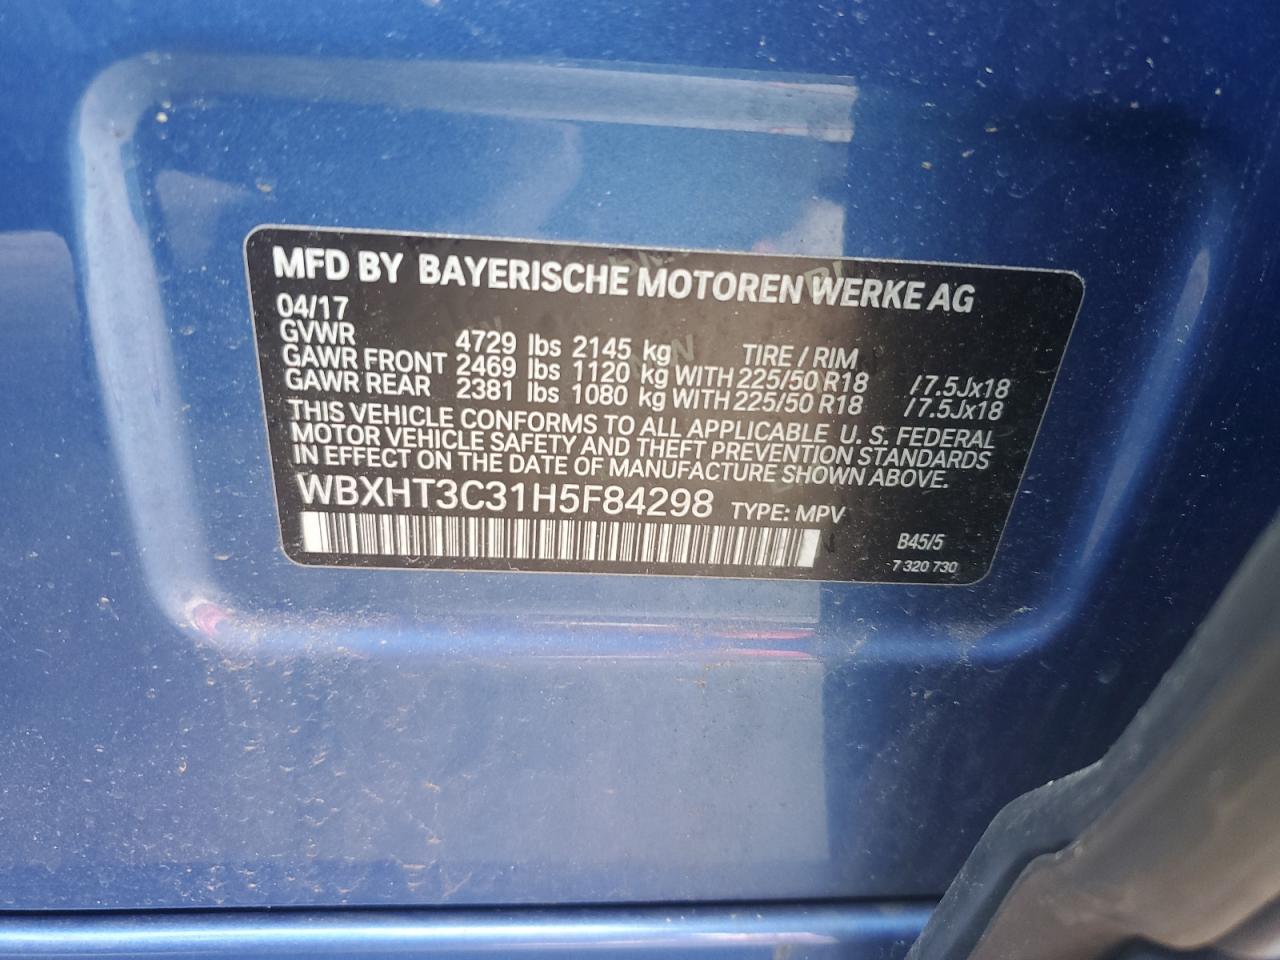 MFD BY BAYERISCHE MOTOREN WERKE AG
04/17
GVWR 4729 lbs 2145 kg TIRE / RIM
GAWR FRONT 2469 lbs 1120 kg WITH 225/50 R18 /7.5Jx18
GAWR REAR 2381 lbs 1080 kg WITH 225/50 R18 /7.5Jx18
THIS VEHICLE CONFORMS TO ALL APPLICABLE U. S. FEDERAL
MOTOR VEHICLE SAFETY AND THEFT PREVENTION STANDARDS
IN EFFECT ON THE DATE OF MANUFACTURE SHOWN ABOVE.
WBXHT3C31H5F84298 TYPE: MPV
B45/5
7 320 730